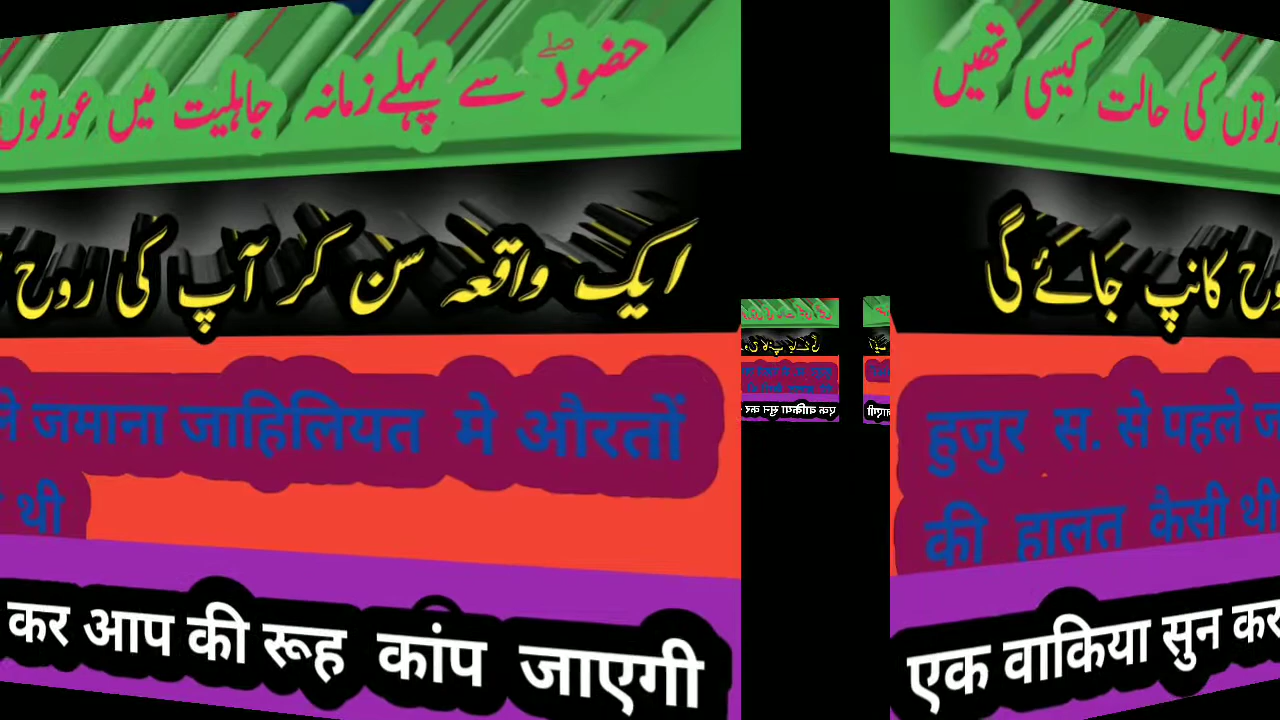 حضورؐ سے پہلے زمانہ جاہلیت میں عورتوں
ایک واقعہ سن کر آپ کی روح
जमाना जाहिलियत मे औरतों
थी
कर आप की रूह कांप जाएगी
کی حالت کیسی تھیں
کانپ جائے گی
हुजुर स. से पहले
की हालत कैसी थी
एक वाकिया सुन कर